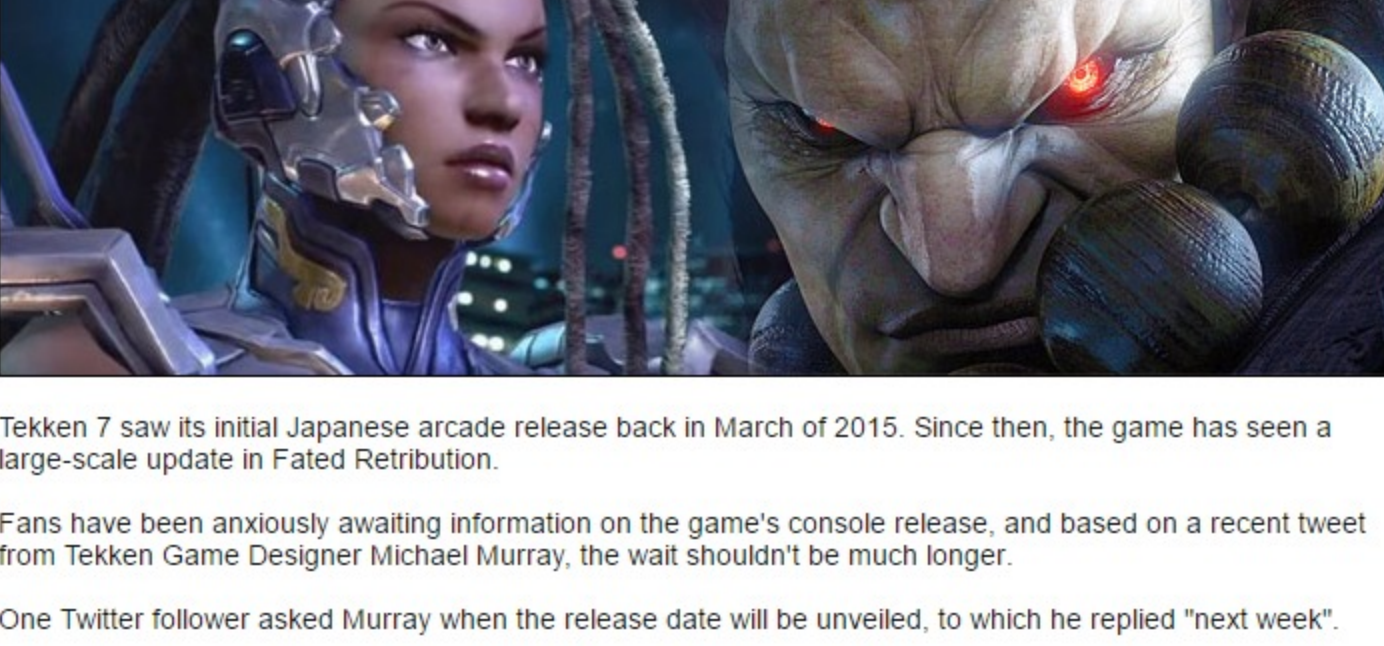 Tekken 7 saw its initial Japanese arcade release back in March of 2015. Since then, the game has seen a
large-scale update in Fated Retribution.
Fans have been anxiously awaiting information on the game's console release, and based on a recent tweet
from Tekken Game Designer Michael Murray, the wait shouldn't be much longer.
One Twitter follower asked Murray when the release date will be unveiled, to which he replied "next week".